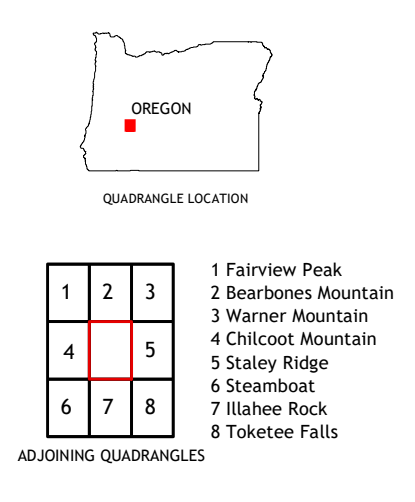 OREGON
QUADRANGLE LOCATION
1 2 3
4 5
6 7 8
ADJOINING QUADRANGLES
1 Fairview Peak
2 Bearbones Mountain
3 Warner Mountain
4 Chilcoot Mountain
5 Staley Ridge
6 Steamboat
7 Illahee Rock
8 Toketee Falls